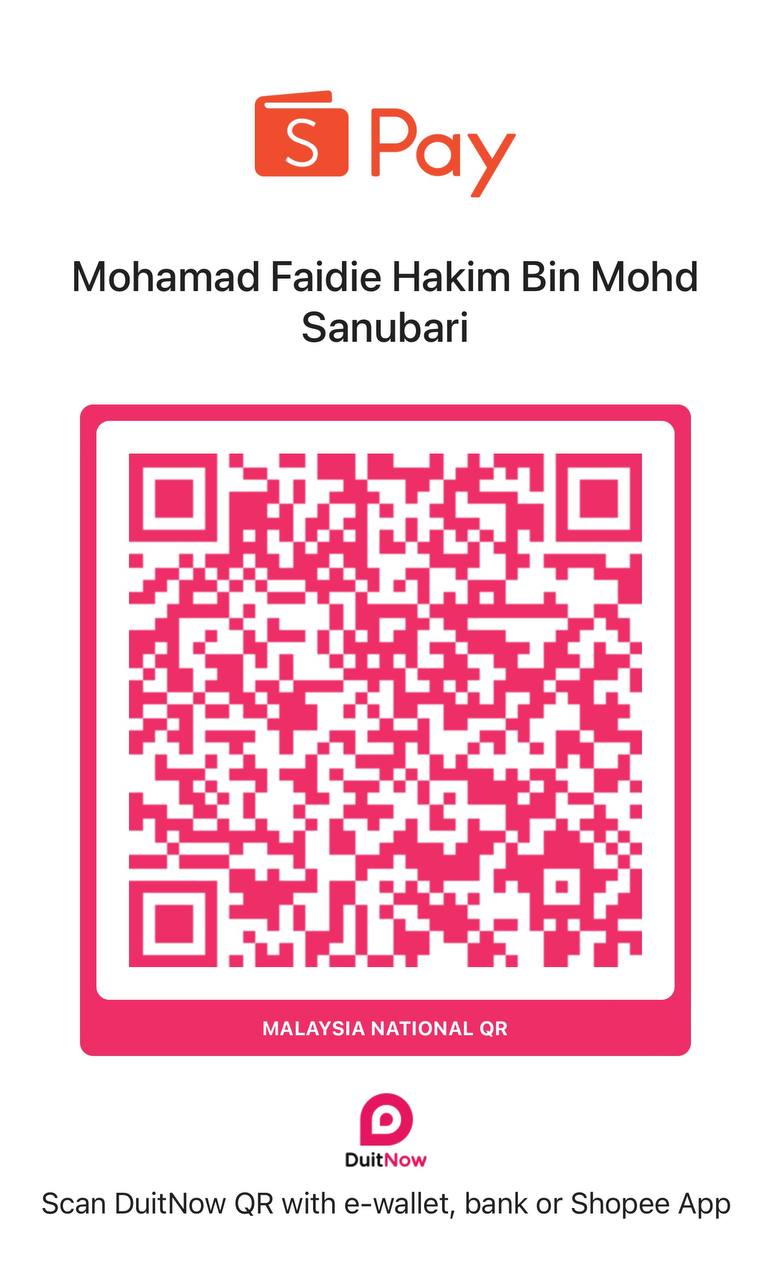 S Pay
Mohamad Faidie Hakim Bin Mohd
Sanubari
MALAYSIA NATIONAL QR
DuitNow
Scan DuitNow QR with e-wallet, bank or Shopee App